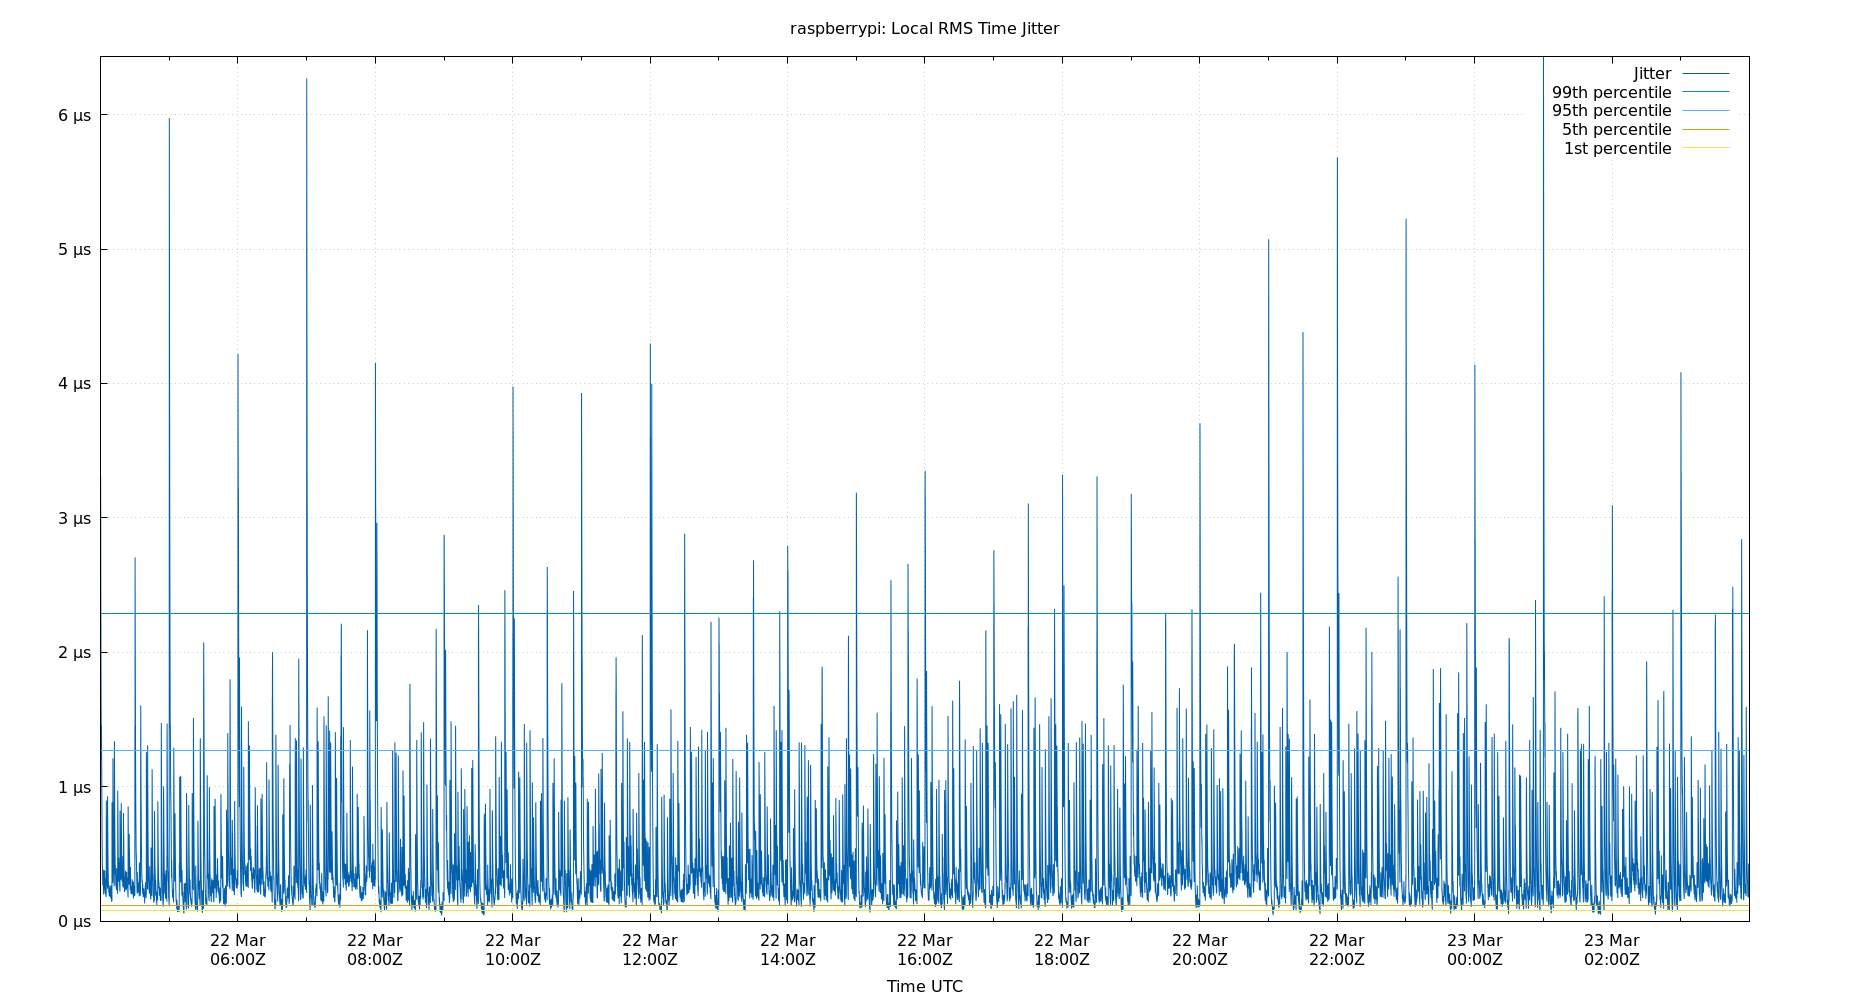 raspberrypi: Local RMS Time Jitter
Jitter
99th percentile
95th percentile
5th percentile
1st percentile
6 µs
5 µs
4 µs
3 µs
2 µs
1 µs
0 µs
22 Mar 22 Mar 22 Mar 22 Mar 22 Mar 22 Mar 22 Mar 22 Mar 22 Mar 23 Mar 23 Mar
06:00Z 08:00Z 10:00Z 12:00Z 14:00Z 16:00Z 18:00Z 20:00Z 22:00Z 00:00Z 02:00Z
Time UTC